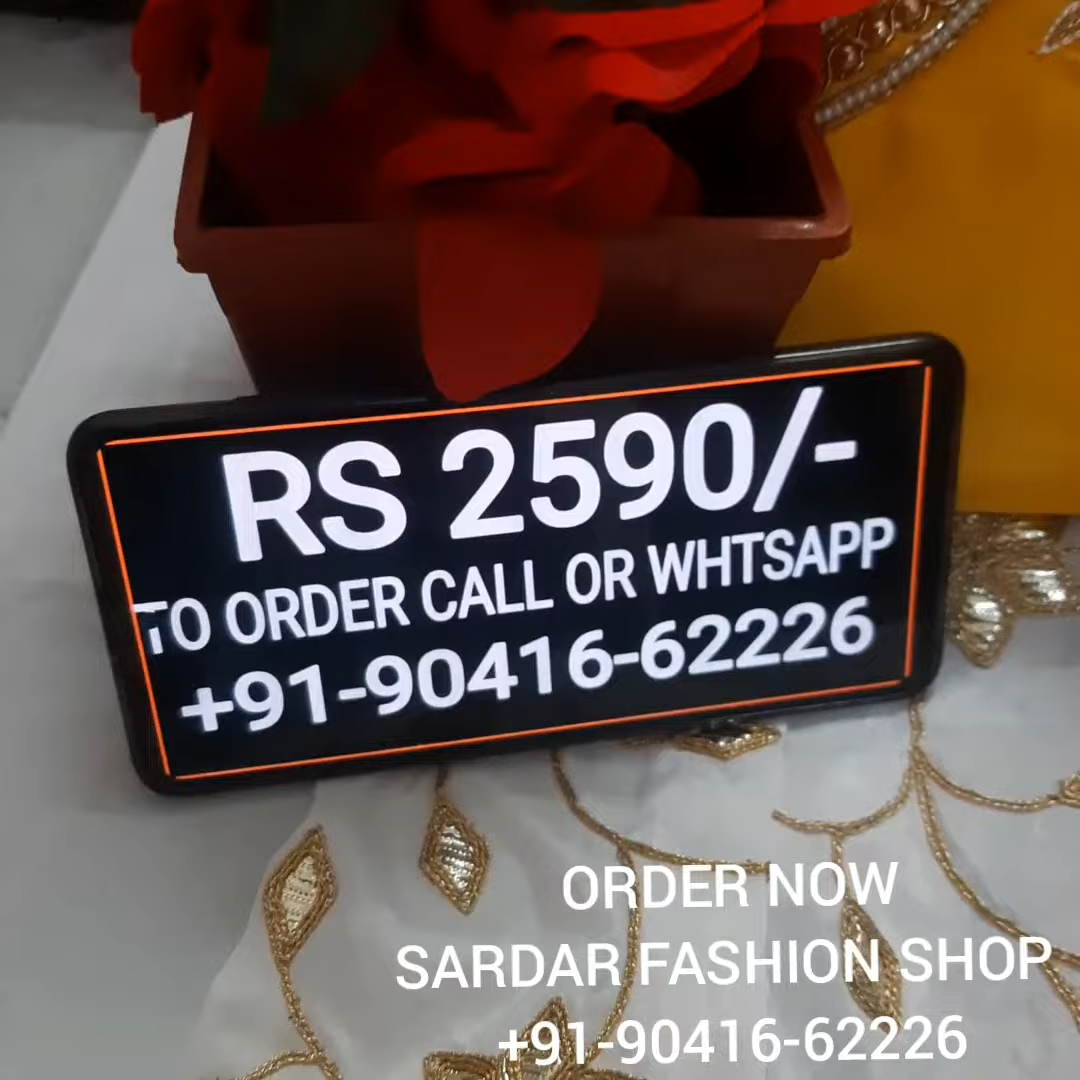 RS 2590/-
TO ORDER CALL OR WHTSAPP
+91-90416-62226
ORDER NOW
SARDAR FASHION SHOP
+91-90416-62226